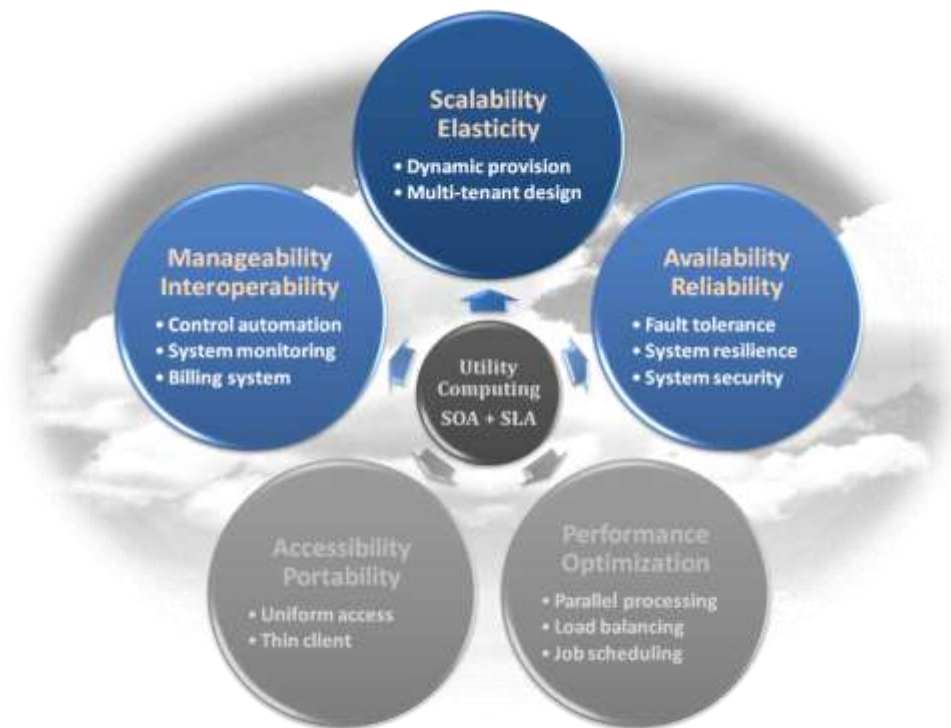 Scalability
Elasticity
• Dynamic provision
• Multi-tenant design
Manageability
Interoperability
• Control automation
• System monitoring
• Billing system
Availability
Reliability
• Fault tolerance
• System resilience
• System security
Utility
Computing
SOA + SLA
Accessibility
Portability
• Uniform access
• Thin client
Performance
Optimization
• Parallel processing
• Load balancing
• Job scheduling